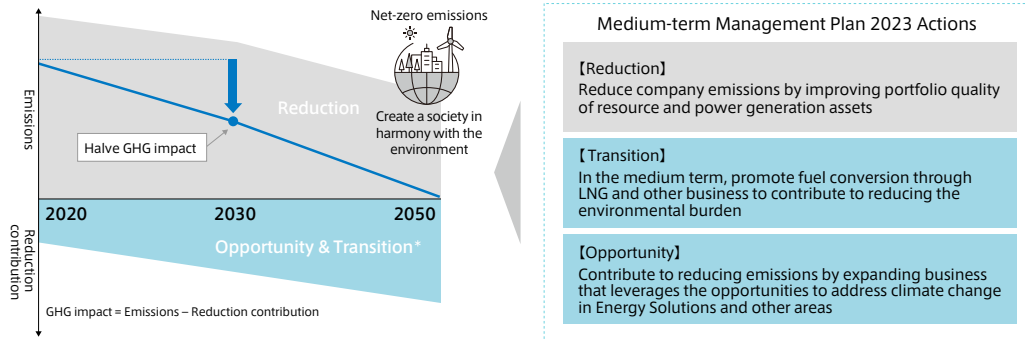 Net-zero emissions
Emissions
Reduction
Create a society in
harmony with the
environment
Halve GHG impact
2020
2030
2050
Reduction
contribution
Opportunity & Transition*
GHG impact = Emissions – Reduction contribution
Medium-term Management Plan 2023 Actions
【Reduction】
Reduce company emissions by improving portfolio quality
of resource and power generation assets
【Transition】
In the medium term, promote fuel conversion through
LNG and other business to contribute to reducing the
environmental burden
【Opportunity】
Contribute to reducing emissions by expanding business
that leverages the opportunities to address climate change
in Energy Solutions and other areas